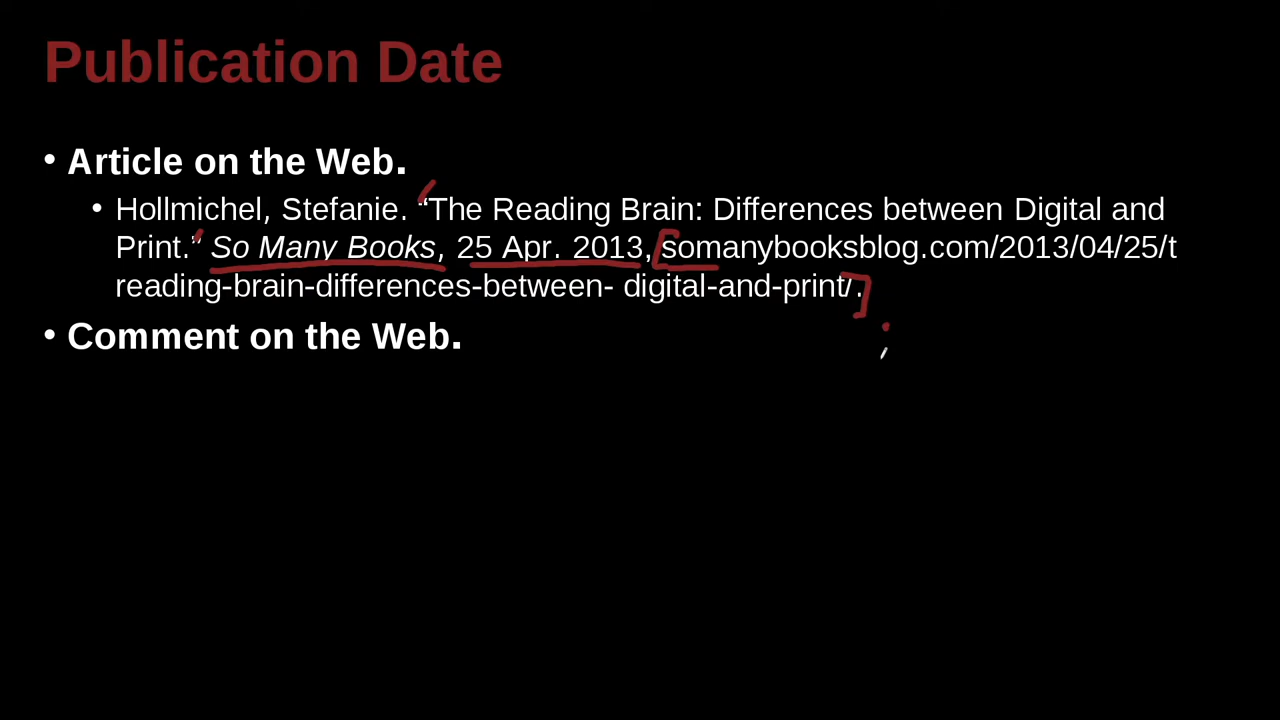 Publication Date
• Article on the Web.
• Hollmichel, Stefanie. “The Reading Brain: Differences between Digital and
Print.” So Many Books, 25 Apr. 2013, somanybooksblog.com/2013/04/25/t
reading-brain-differences-between- digital-and-print/.
• Comment on the Web.